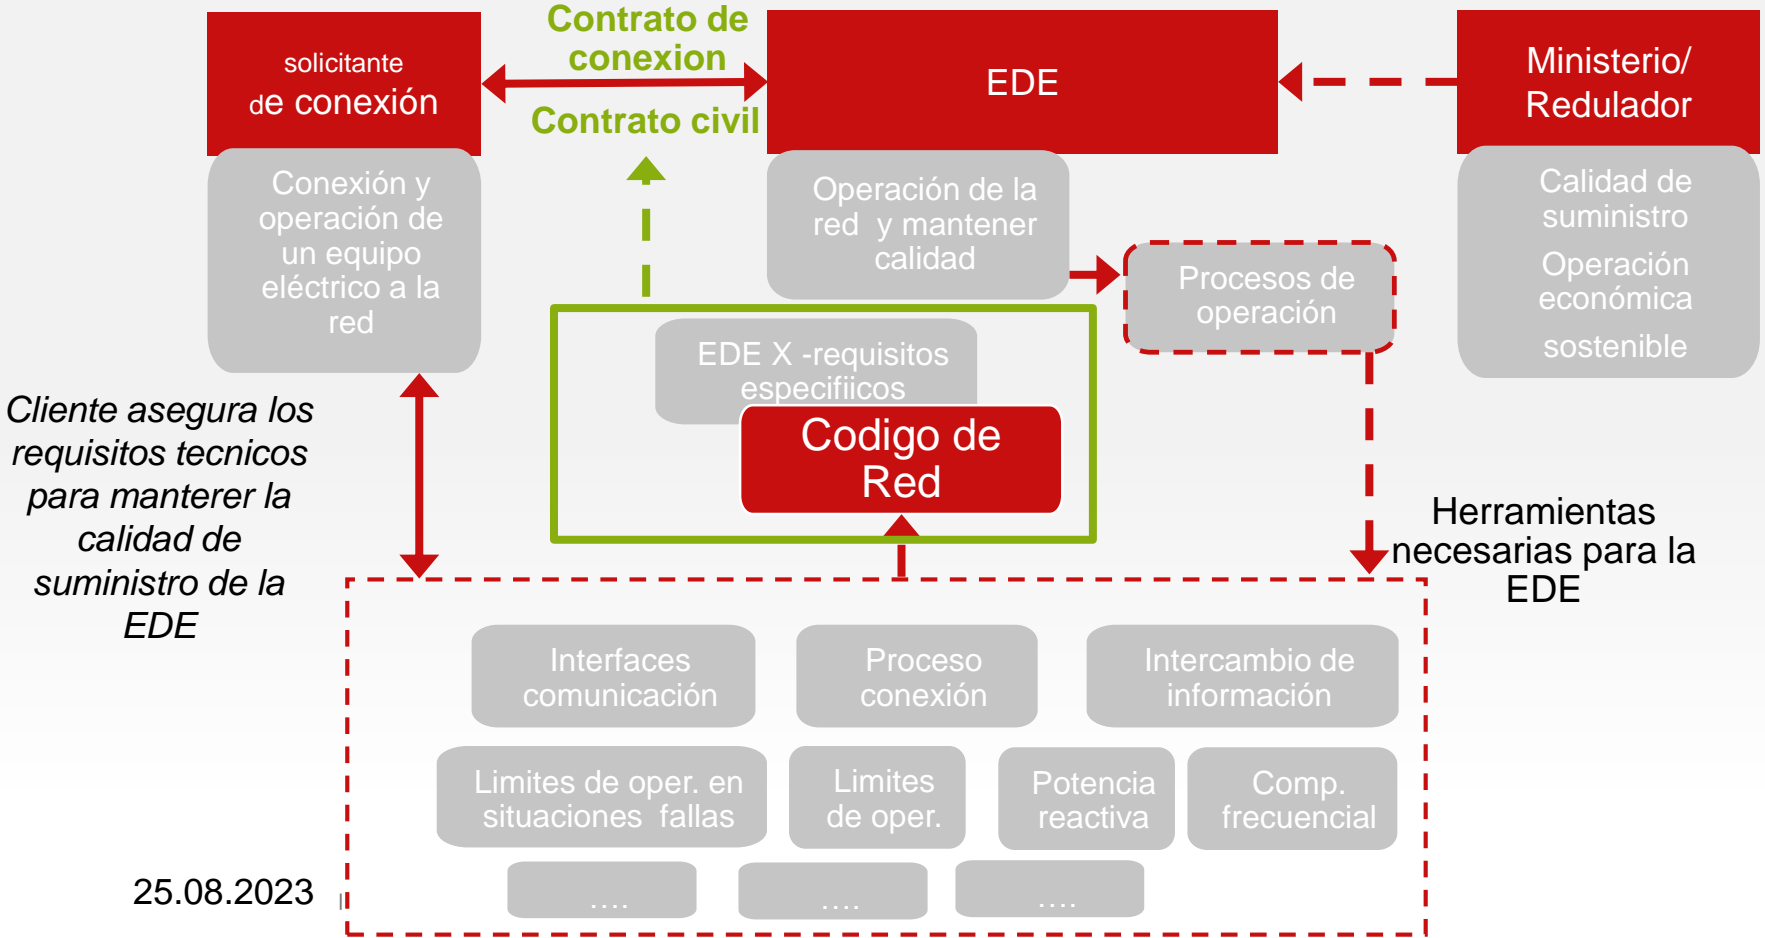 solicitante
de conexión
Contrato de
conexion
Contrato civil
EDE
Ministerio/
Redulador
Conexión y
operación de
un equipo
eléctrico a la
red
Operación de la
red y mantener
calidad
Procesos de
operación
Calidad de
suministro
Operación
económica
sostenible
EDE X -requisitos
especifiicos
Codigo de
Red
Cliente asegura los
requisitos tecnicos
para manterer la
calidad de
suministro de la
EDE
Herramientas
necesarias para la
EDE
Interfaces
comunicación
Proceso
conexión
Intercambio de
información
Limites de oper. en
situaciones fallas
Limites
de oper.
Potencia
reactiva
Comp.
frecuencial
....
....
....
25.08.2023 |